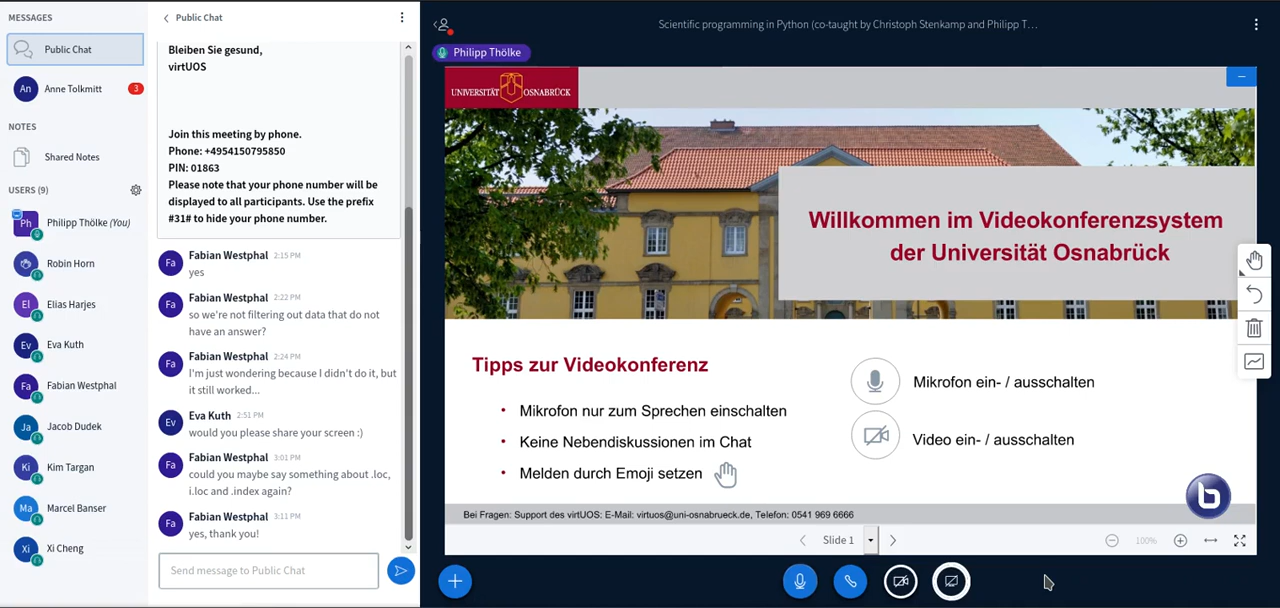 MESSAGES
Public Chat
An
Anne Tolkmitt
3
NOTES
Shared Notes
USERS (9)
Ph
Philipp Thölke (You)
Robin Horn
El
Elias Harjes
Ev
Eva Kuth
Fa
Fabian Westphal
Ja
Jacob Dudek
Ki
Kim Targan
Ma
Marcel Banser
Xi
Xi Cheng
Public Chat
Bleiben Sie gesund,
virtUOS
Join this meeting by phone.
Phone: +4954150795850
PIN: 01863
Please note that your phone number will be
displayed to all participants. Use the prefix
#31# to hide your phone number.
Fa
Fabian Westphal 2:15 PM
yes
Fa
Fabian Westphal 2:22 PM
so we're not filtering out data that do not
have an answer?
Fa
Fabian Westphal 2:24 PM
I'm just wondering because I didn't do it, but
it still worked...
Ev
Eva Kuth 2:51 PM
would you please share your screen :)
Fa
Fabian Westphal 3:01 PM
could you maybe say something about .loc,
i.loc and .index again?
Fa
Fabian Westphal 3:11 PM
yes, thank you!
Send message to Public Chat
Scientific programming in Python (co-taught by Christoph Stenkamp and Philipp T…
Philipp Thölke
UNIVERSITÄT OSNABRÜCK
Willkommen im Videokonferenzsystem
der Universität Osnabrück
Tipps zur Videokonferenz
• Mikrofon nur zum Sprechen einschalten
• Keine Nebendiskussionen im Chat
• Melden durch Emoji setzen
Mikrofon ein- / ausschalten
Video ein- / ausschalten
b
Bei Fragen: Support des virtUOS: E-Mail: virtuos@uni-osnabrueck.de, Telefon: 0541 969 6666
Slide 1
100%